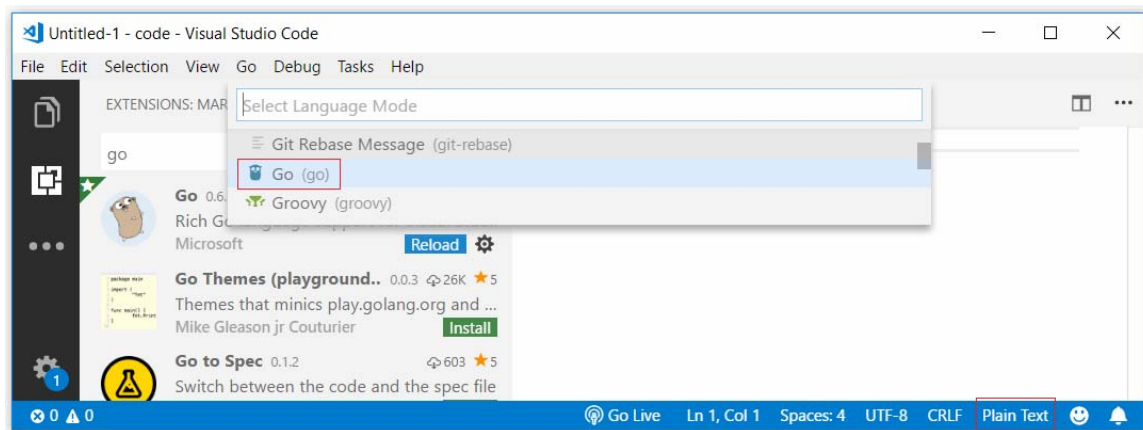 Untitled-1 - code - Visual Studio Code
File Edit Selection View Go Debug Tasks Help
EXTENSIONS: MAR
Select Language Mode
Git Rebase Message (git-rebase)
go
Go (go)
Groovy (groovy)
Go 0.6.
Rich Go
Microsoft Reload
Go Themes (playground.. 0.0.3 26K ★5
Themes that minics play.golang.org and ...
Mike Gleason jr Couturier Install
Go to Spec 0.1.2 603 ★5
Switch between the code and the spec file
1
0 0 Go Live Ln 1, Col 1 Spaces: 4 UTF-8 CRLF Plain Text